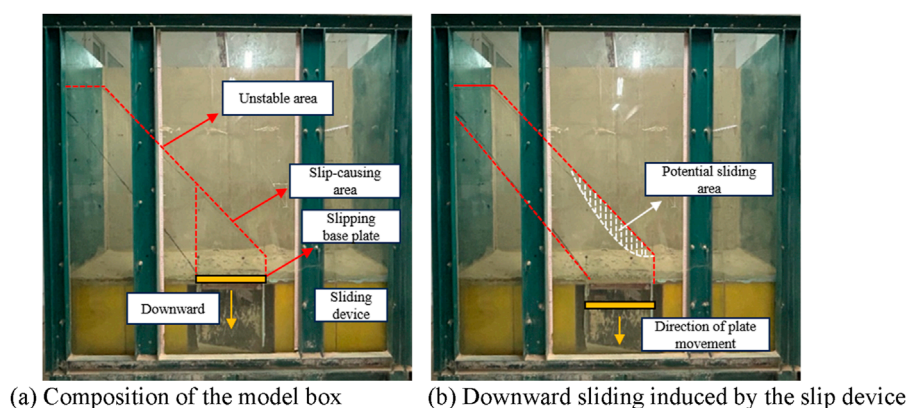 Unstable area
Slip-causing
area
Slipping
base plate
Downward
Sliding
device
Potential sliding
area
Direction of plate
movement
(a) Composition of the model box
(b) Downward sliding induced by the slip device